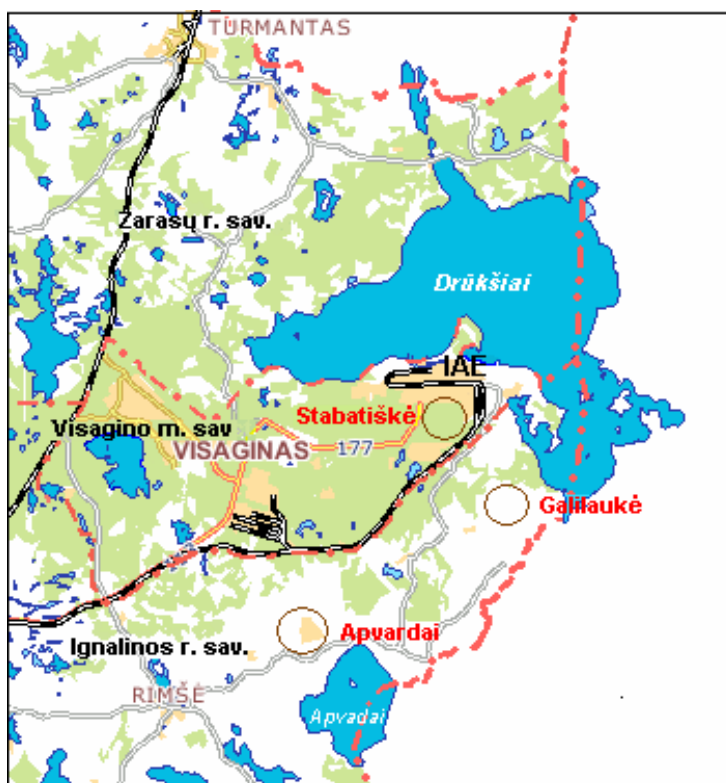 TURMANTAS
Zarasų r. sav.
Drūkšiai
IAE
Stabatiškė
Visagino m. sav
VISAGINAS
177
Galilaukė
Apvardai
Ignalinos r. sav.
RIMŠĖ
Apvadai